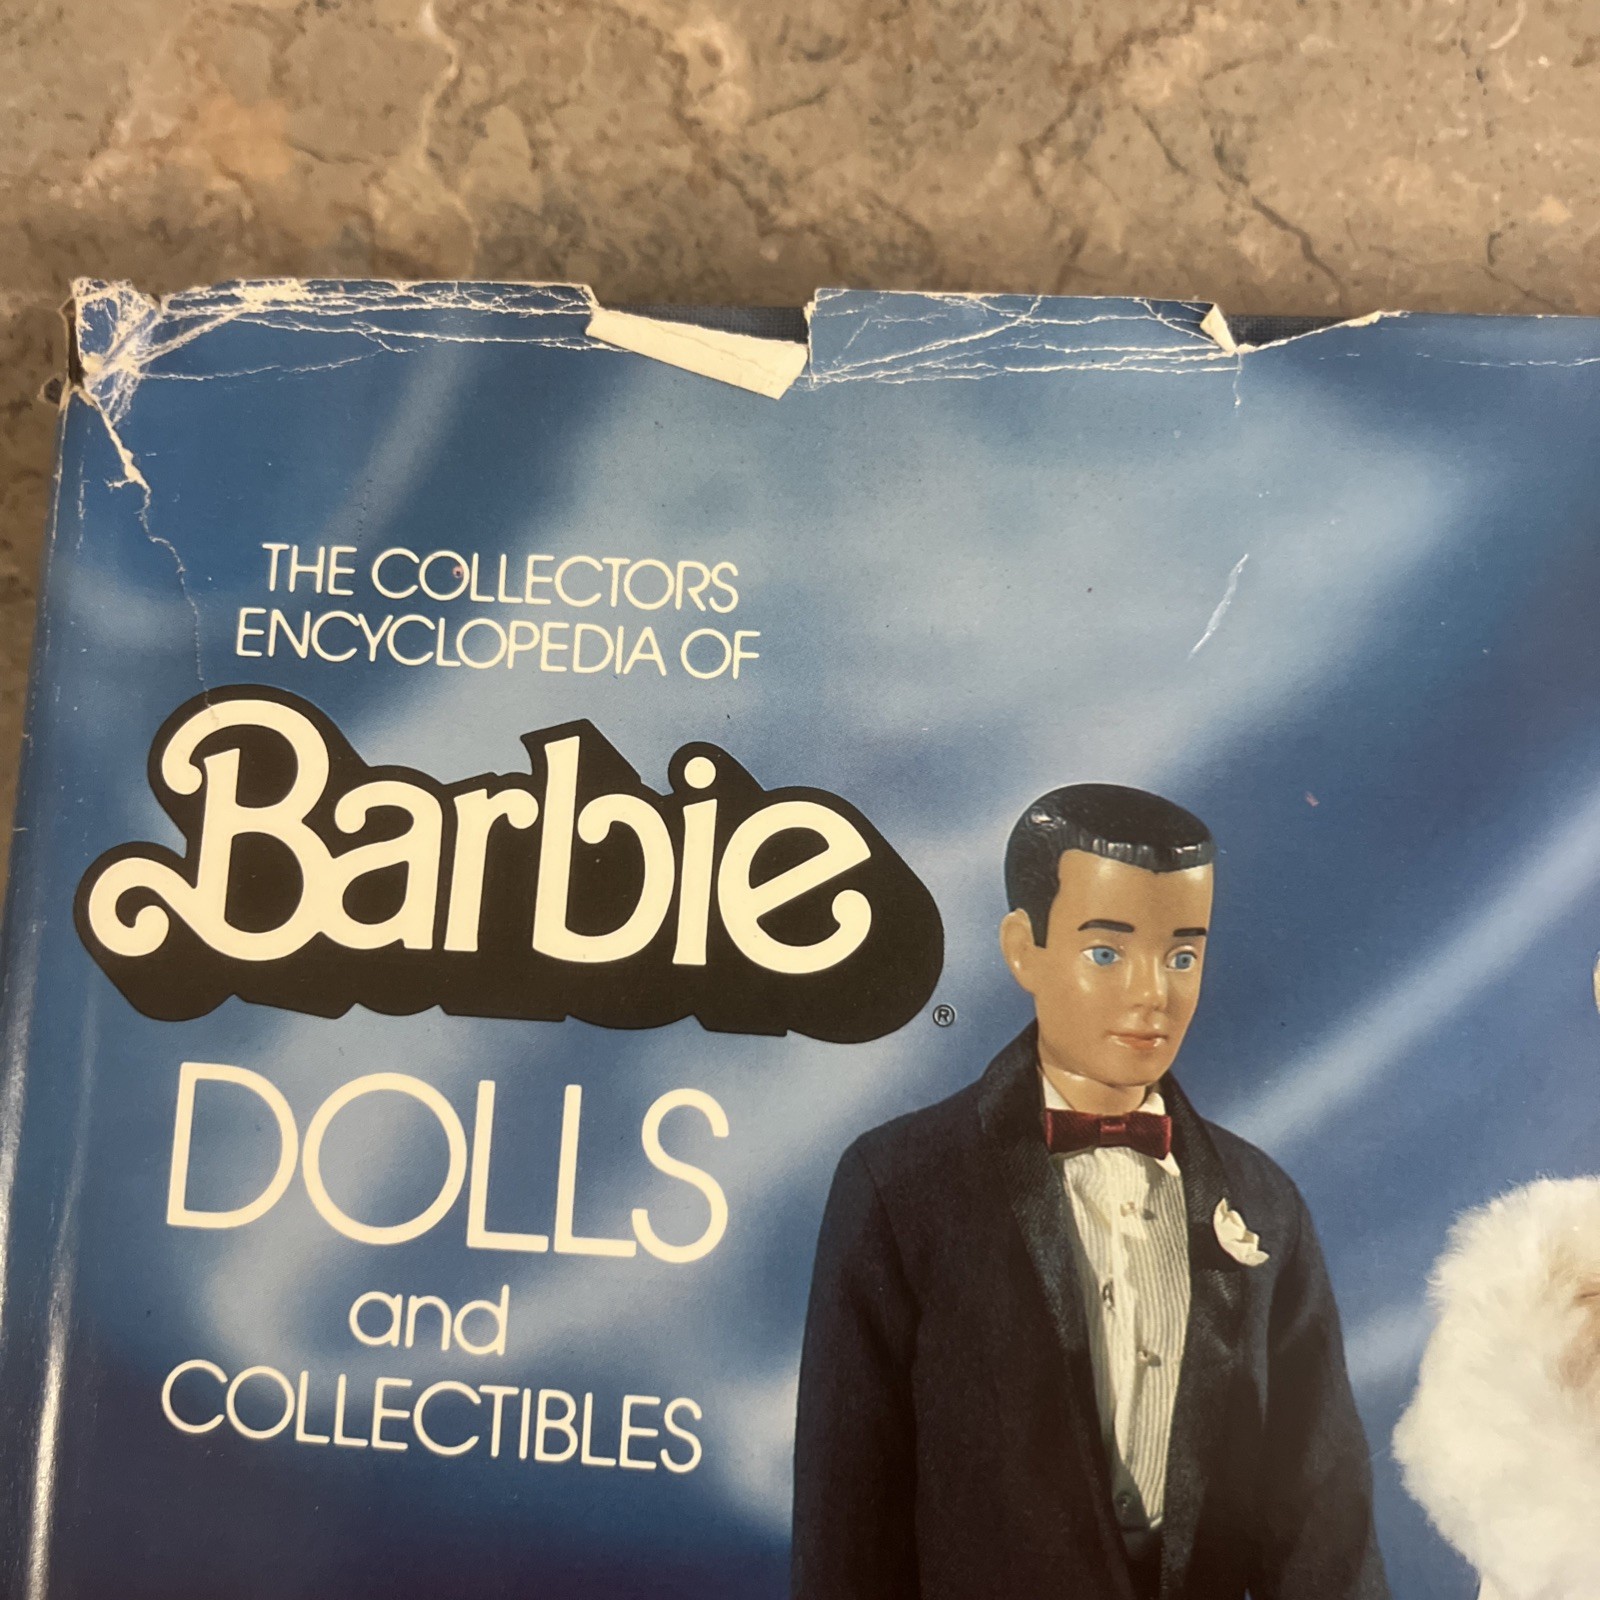 THE COLLECTORS
ENCYCLOPEDIA OF
Barbie®
DOLLS
and
COLLECTIBLES